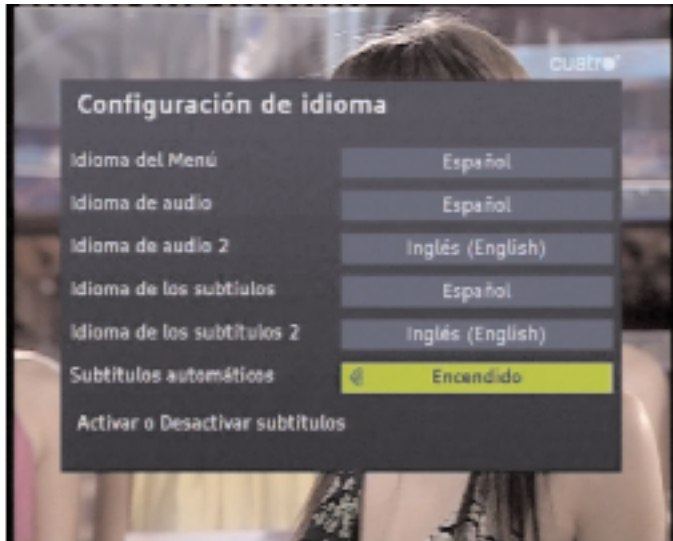 cuatro°
Configuración de idioma
Idioma del Menú Español
Idioma de audio Español
Idioma de audio 2 Inglés (English)
Idioma de los subtiulos Español
Idioma de los subtítulos 2 Inglés (English)
Subtítulos automáticos Encendido
Activar o Desactivar subtítulos